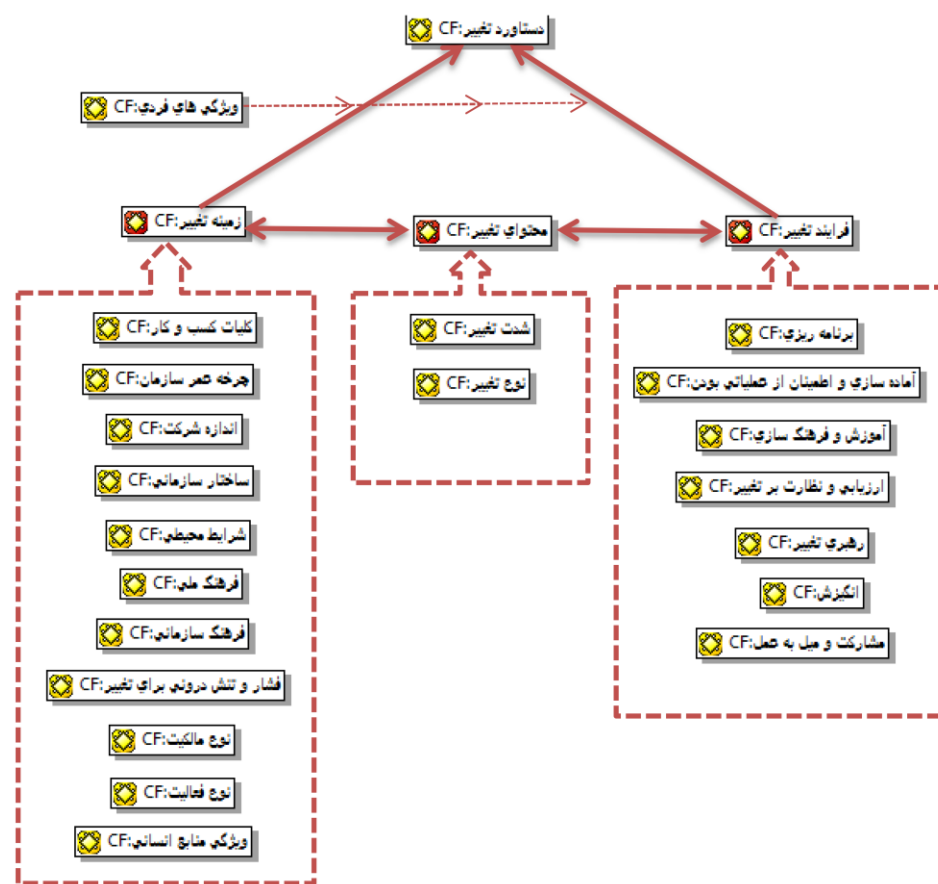 CF:دستاورد تغيير
CF:ويژگي هاي فردي
CF:زمينه تغيير
CF:محتواي تغيير
CF:فرايند تغيير
CF:كليات كسب و كار
CF:چرخه عمر سازمان
CF:اندازه شركت
CF:ساختار سازماني
CF:شرايط محيطي
CF:فرهنگ ملي
CF:فرهنگ سازماني
CF:فشار و تنش دروني براي تغيير
CF:نوع مالكيت
CF:نوع فعاليت
CF:ويژگي منابع انساني
CF:شدت تغيير
CF:نوع تغيير
CF:برنامه ريزي
CF:آماده سازي و اطمينان از عملياتي بودن
CF:آموزش و فرهنگ سازي
CF:ارزيابي و نظارت بر تغيير
CF:رهبري تغيير
CF:انگيزش
CF:مشاركت و ميل به عمل